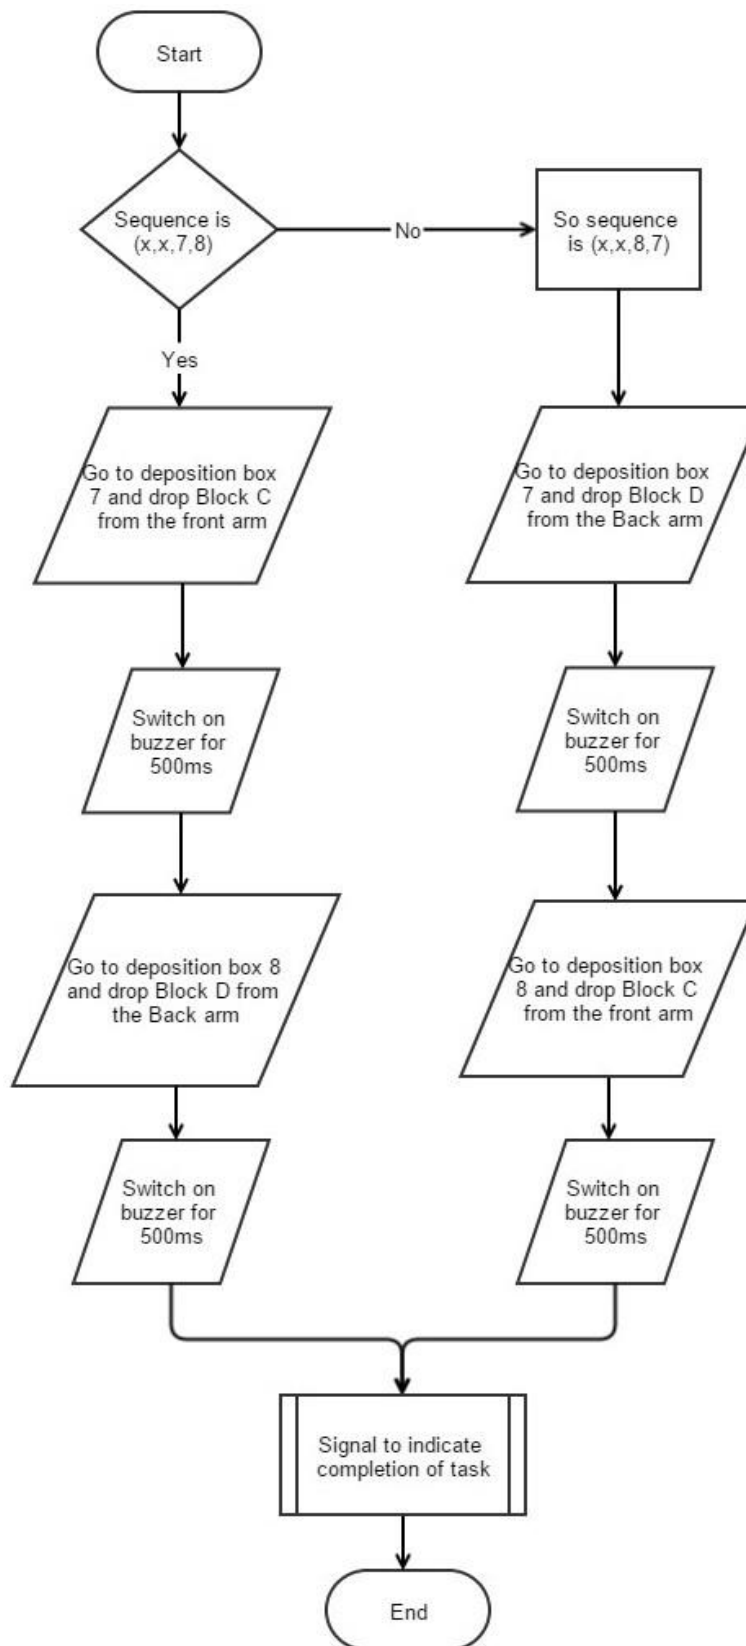 Start
Sequence is
(x,x,7,8)
No
So sequence
is (x,x,8,7)
Yes
Go to deposition box
7 and drop Block C
from the front arm
Go to deposition box
7 and drop Block D
from the Back arm
Switch on
buzzer for
500ms
Switch on
buzzer for
500ms
Go to deposition box 8
and drop Block D from
the Back arm
Go to deposition box
8 and drop Block C
from the front arm
Switch on
buzzer for
500ms
Switch on
buzzer for
500ms
Signal to indicate
completion of task
End